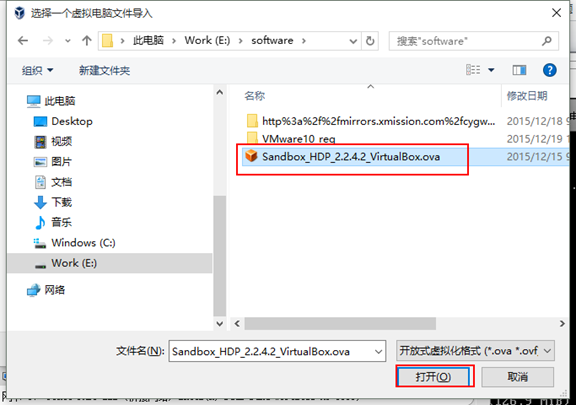 选择一个虚拟电脑文件导入
此电脑 > Work (E:) > software >
搜索"software"
组织 新建文件夹
名称 修改日期
此电脑
Desktop
视频
图片
文档
下载
音乐
Windows (C:)
Work (E:)
网络
http%3a%2f%2fmirrors.xmission.com%2fcygw... 2015/12/18 9
VMware10_req 2015/12/19 1
Sandbox_HDP_2.2.4.2_VirtualBox.ova 2015/12/15 9
文件名(N): Sandbox_HDP_2.2.4.2_VirtualBox.ova 开放式虚拟化格式 (*.ova *.ovf)
打开(O) 取消